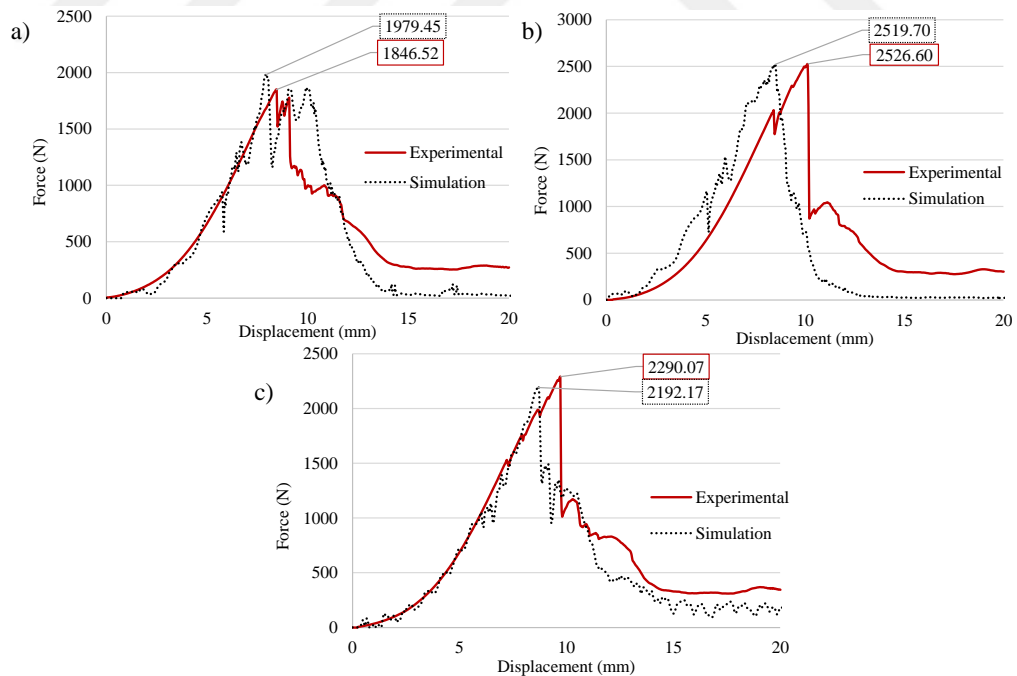 a)
2500
2000
1500
1000
500
0
Force (N)
0 5 10 15 20
Displacement (mm)
1979.45
1846.52
Experimental
Simulation
b)
3000
2500
2000
1500
1000
500
0
Force (N)
0 5 10 15 20
Displacement (mm)
2519.70
2526.60
Experimental
Simulation
c)
2500
2000
1500
1000
500
0
Force (N)
0 5 10 15 20
Displacement (mm)
2290.07
2192.17
Experimental
Simulation